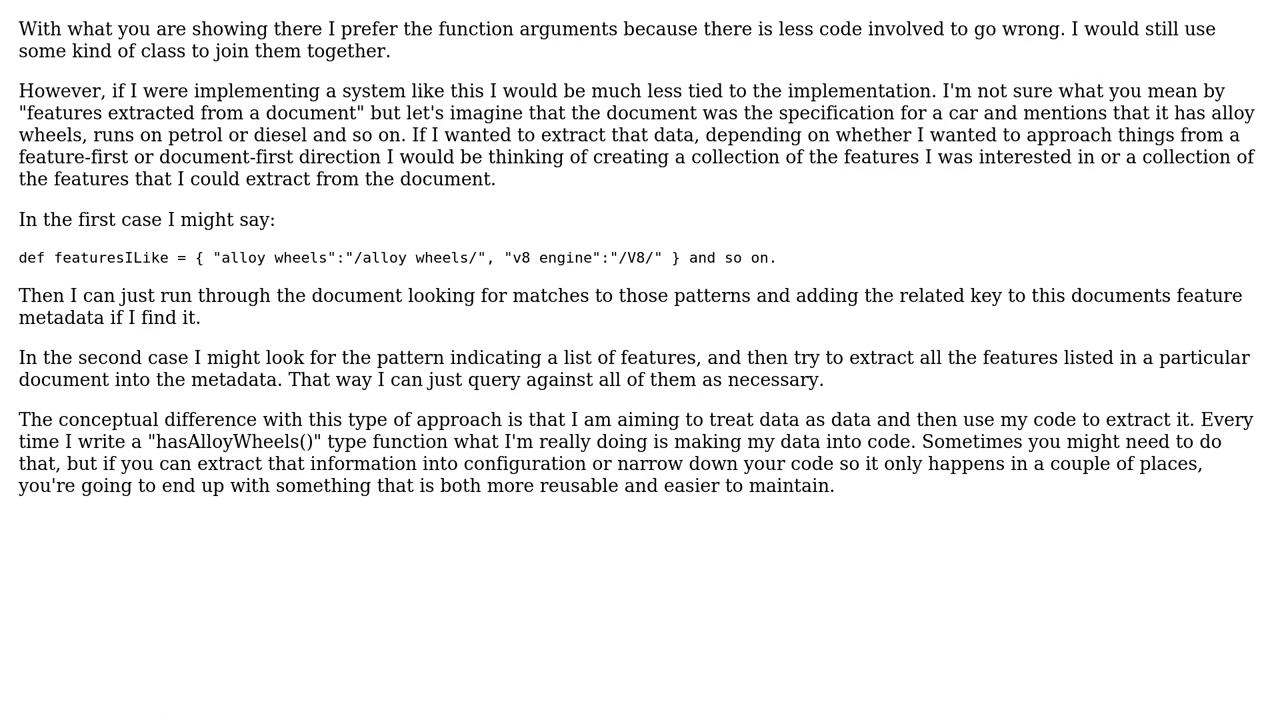 With what you are showing there I prefer the function arguments because there is less code involved to go wrong. I would still use
some kind of class to join them together.
However, if I were implementing a system like this I would be much less tied to the implementation. I'm not sure what you mean by
"features extracted from a document" but let's imagine that the document was the specification for a car and mentions that it has alloy
wheels, runs on petrol or diesel and so on. If I wanted to extract that data, depending on whether I wanted to approach things from a
feature-first or document-first direction I would be thinking of creating a collection of the features I was interested in or a collection of
the features that I could extract from the document.
In the first case I might say:
def featuresILike = { "alloy wheels":"/alloy wheels/", "v8 engine":"/V8/" } and so on.
Then I can just run through the document looking for matches to those patterns and adding the related key to this documents feature
metadata if I find it.
In the second case I might look for the pattern indicating a list of features, and then try to extract all the features listed in a particular
document into the metadata. That way I can just query against all of them as necessary.
The conceptual difference with this type of approach is that I am aiming to treat data as data and then use my code to extract it. Every
time I write a "hasAlloyWheels()" type function what I'm really doing is making my data into code. Sometimes you might need to do
that, but if you can extract that information into configuration or narrow down your code so it only happens in a couple of places,
you're going to end up with something that is both more reusable and easier to maintain.